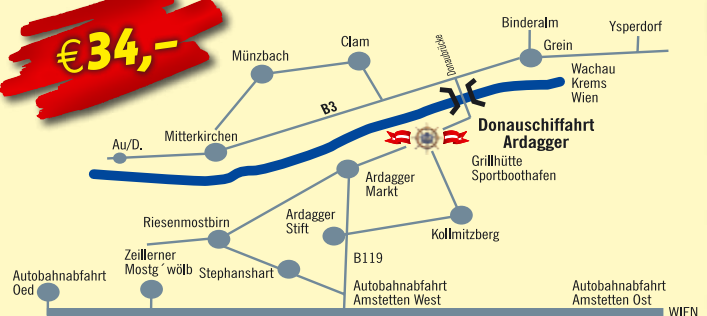 € 34,–
Binderalm
Ysperdorf
Grein
Clam
Münzbach
Donaubrücke
Wachau
Krems
Wien
B3
Mitterkirchen
Au/D.
Donauschiffahrt
Ardagger
Grillhütte
Sportboothafen
Ardagger
Markt
Ardagger
Stift
Riesenmostbirn
Kollmitzberg
Zeillerner
Mostg´wölb
Stephanshart
B119
Autobahnabfahrt
Oed
Autobahnabfahrt
Amstetten West
Autobahnabfahrt
Amstetten Ost
WIEN